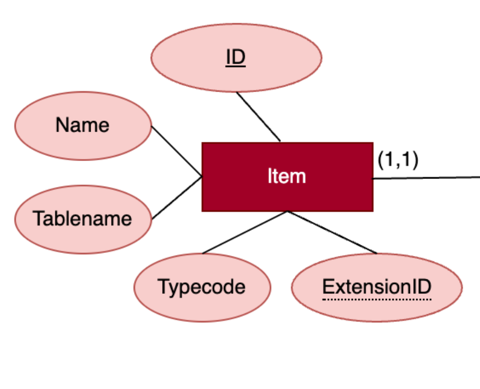 ID
Name
Item
(1,1)
Tablename
Typecode
ExtensionID